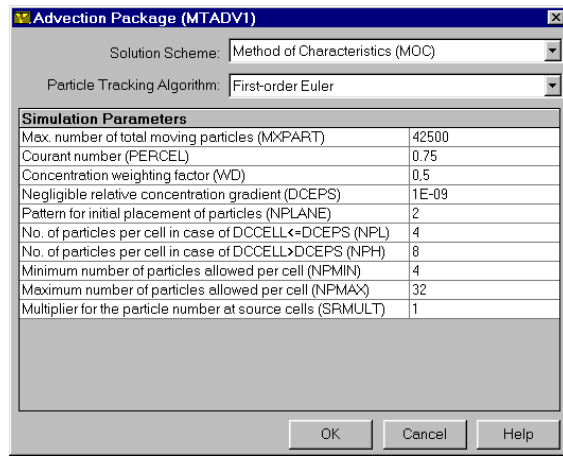 Advection Package (MTADV1)
Solution Scheme: Method of Characteristics (MOC)
Particle Tracking Algorithm: First-order Euler
Simulation Parameters
Max. number of total moving particles (MXPART) 42500
Courant number (PERCEL) 0.75
Concentration weighting factor (WD) 0,5
Negligible relative concentration gradient (DCEPS) 1E-09
Pattern for initial placement of particles (NPLANE) 2
No. of particles per cell in case of DCCELL<=DCEPS (NPL) 4
No. of particles per cell in case of DCCELL>DCEPS (NPH) 8
Minimum number of particles allowed per cell (NPMIN) 4
Maximum number of particles allowed per cell (NPMAX) 32
Multiplier for the particle number at source cells (SRMULT) 1
OK Cancel Help